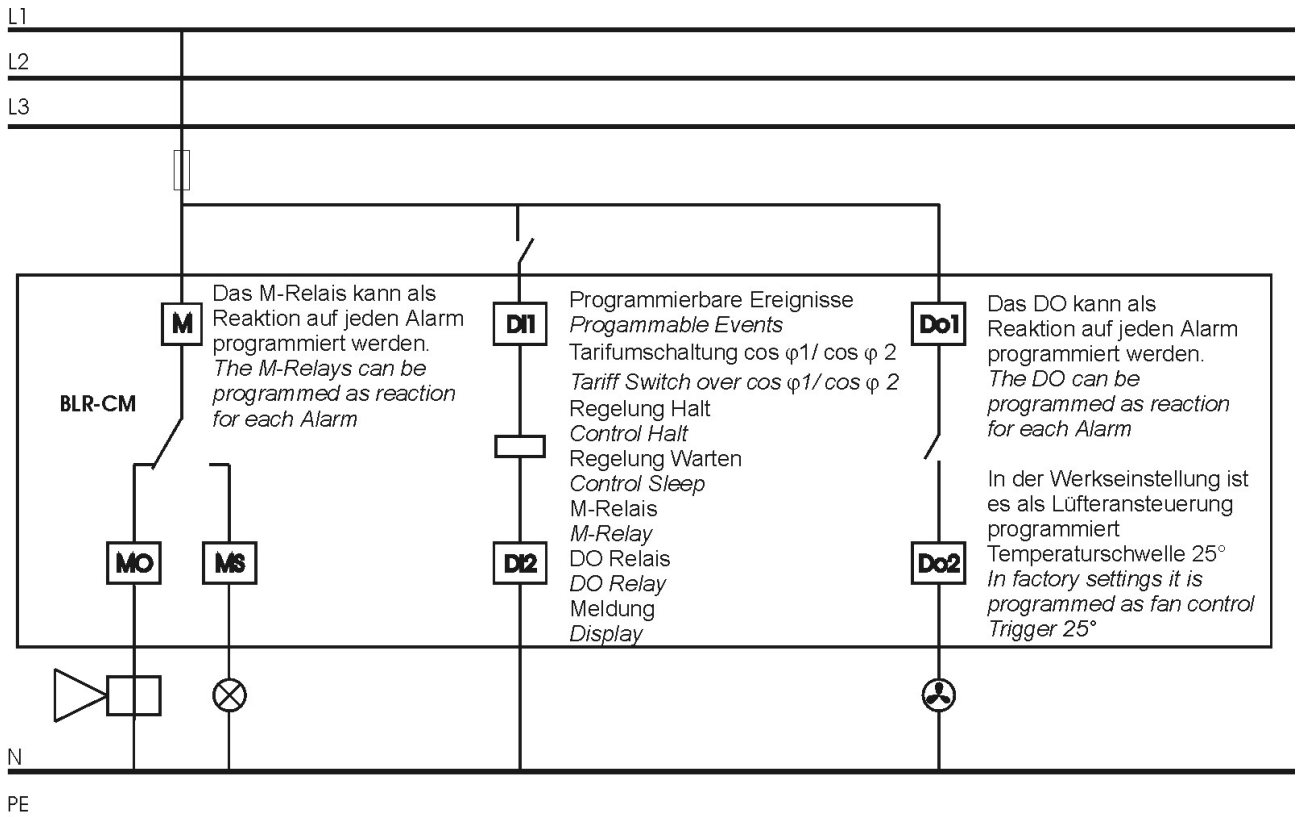 L1
L2
L3
M
Das M-Relais kann als
Reaktion auf jeden Alarm
programmiert werden.
The M-Relays can be
programmed as reaction
for each Alarm
BLR-CM
MO
MS
DI1
DI2
Programmierbare Ereignisse
Progammable Events
Tarifumschaltung cos φ1/ cos φ 2
Tariff Switch over cos φ1/ cos φ 2
Regelung Halt
Control Halt
Regelung Warten
Control Sleep
M-Relais
M-Relay
DO Relais
DO Relay
Meldung
Display
Do1
Do2
Das DO kann als
Reaktion auf jeden Alarm
programmiert werden.
The DO can be
programmed as reaction
for each Alarm
In der Werkseinstellung ist
es als Lüfteransteuerung
programmiert
Temperaturschwelle 25°
In factory settings it is
programmed as fan control
Trigger 25°
N
PE